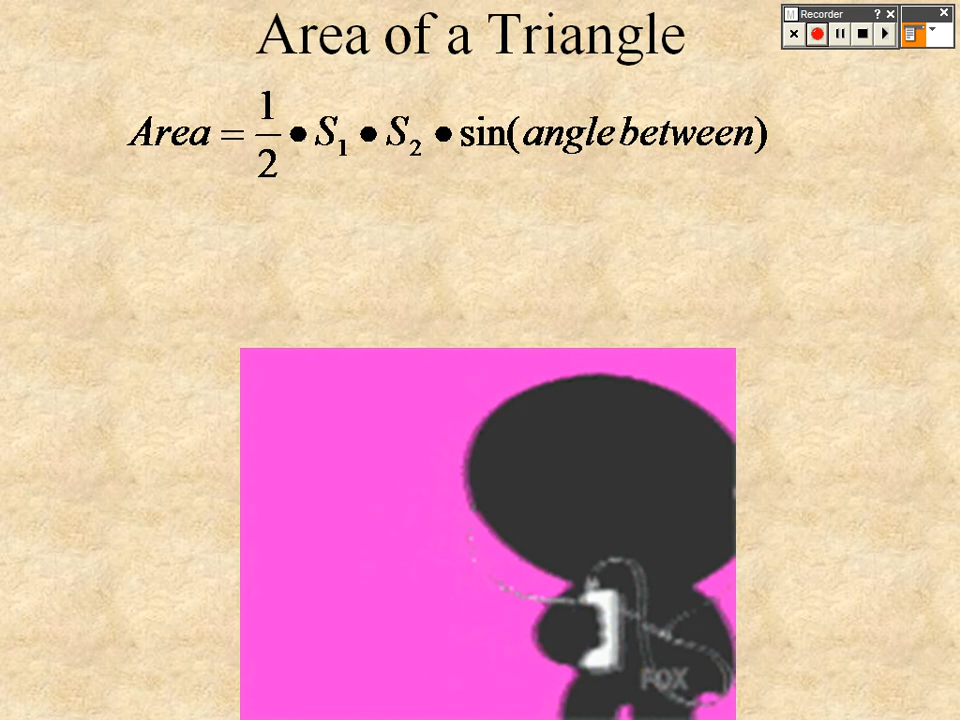 Area of a Triangle
Recorder
Area = 1/2 • S₁ • S₂ • sin(angle between)
FOX